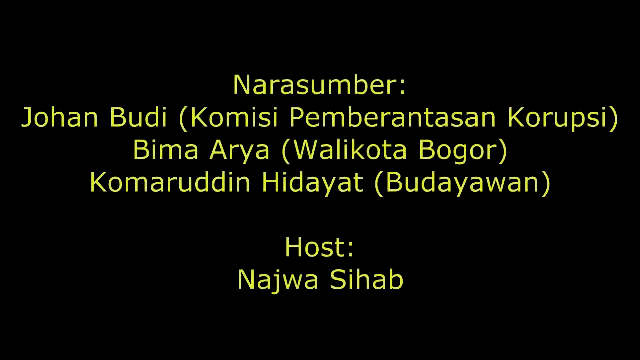 Narasumber:
Johan Budi (Komisi Pemberantasan Korupsi)
Bima Arya (Walikota Bogor)
Komaruddin Hidayat (Budayawan)
Host:
Najwa Sihab